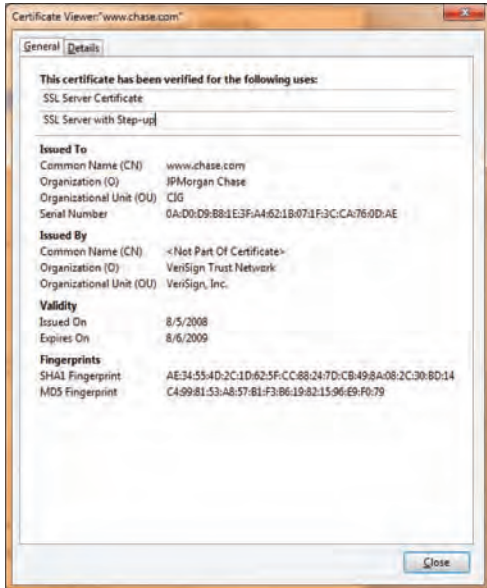 Certificate Viewer:"www.chase.com"
General Details
This certificate has been verified for the following uses:
SSL Server Certificate
SSL Server with Step-up
Issued To
Common Name (CN) www.chase.com
Organization (O) JPMorgan Chase
Organizational Unit (OU) CIG
Serial Number 0A:D0:D9:B8:1E:3F:A4:62:1B:07:1F:3C:CA:76:0D:AE
Issued By
Common Name (CN) <Not Part Of Certificate>
Organization (O) VeriSign Trust Network
Organizational Unit (OU) VeriSign, Inc.
Validity
Issued On 8/5/2008
Expires On 8/6/2009
Fingerprints
SHA1 Fingerprint AE:34:55:4D:2C:1D:62:5F:CC:88:24:7D:CB:49:8A:08:2C:30:BD:14
MD5 Fingerprint C4:99:81:53:A8:57:B1:F3:B6:19:82:15:96:E9:F0:79
Close